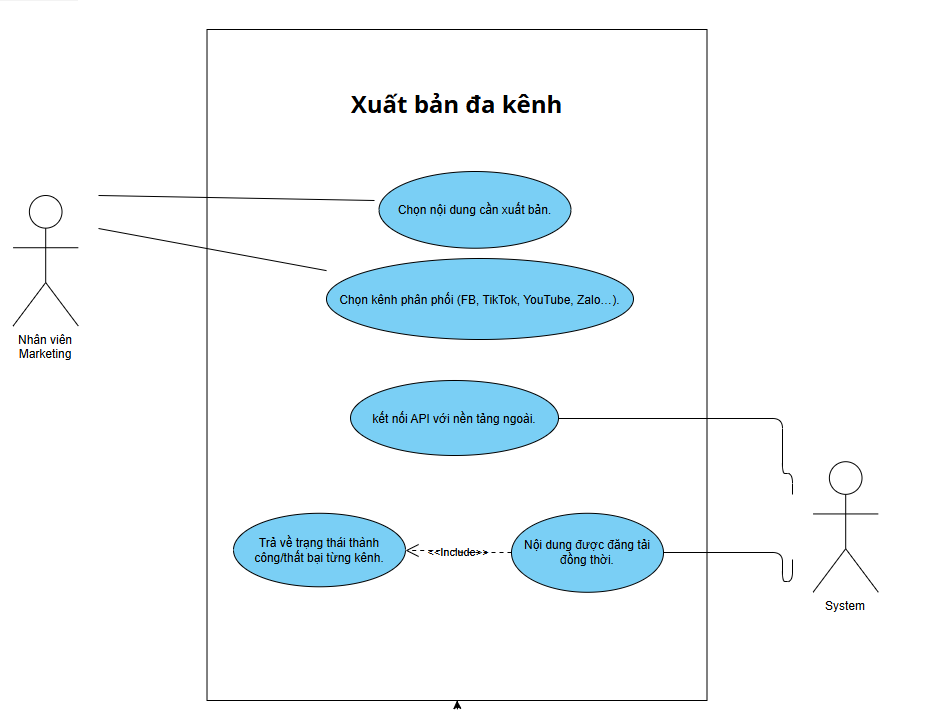 Xuất bản đa kênh
Chọn nội dung cần xuất bản.
Chọn kênh phân phối (FB, TikTok, YouTube, Zalo...).
Nhân viên
Marketing
kết nối API với nền tảng ngoài.
Trả về trạng thái thành
công/thất bại từng kênh.
<<Include>>
Nội dung được đăng tải
đồng thời.
System